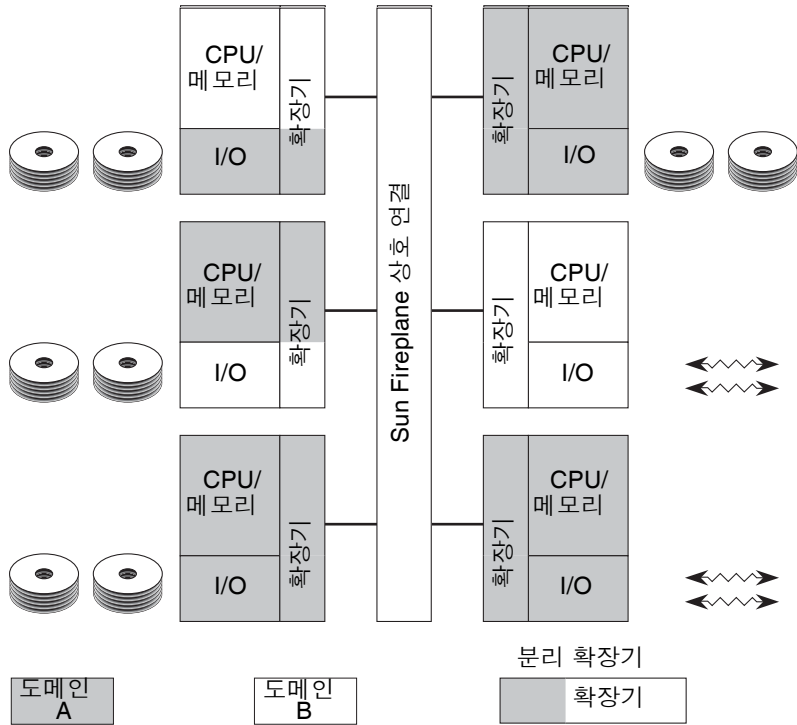 CPU/
메모리
I/O
확장기
CPU/
메모리
I/O
확장기
CPU/
메모리
I/O
확장기
Sun Fireplane 상호 연결
확장기
CPU/
메모리
I/O
확장기
CPU/
메모리
I/O
확장기
CPU/
메모리
I/O
도메인
A
도메인
B
분리 확장기
확장기